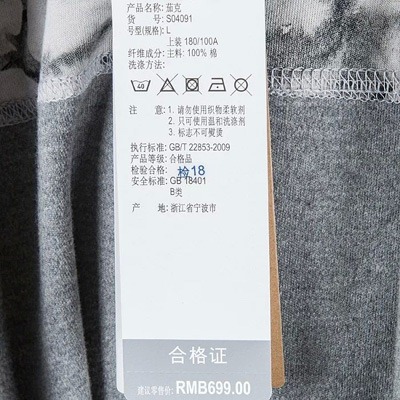 产品名称: 茄克
货 号: S04091
号型(规格): L
上装 180/100A
纤维成分: 主料: 100% 棉
洗涤方法:
40
注 意: 1. 请勿使用织物柔软剂
2. 只可使用温和洗涤剂
3. 标志不可熨烫
执行标准: GB/T 22853-2009
产品等级: 合格品
检验合格: 检18
安全标准: GB 18401
B类
产 地: 浙江省宁波市
合格证
建议零售价: RMB699.00